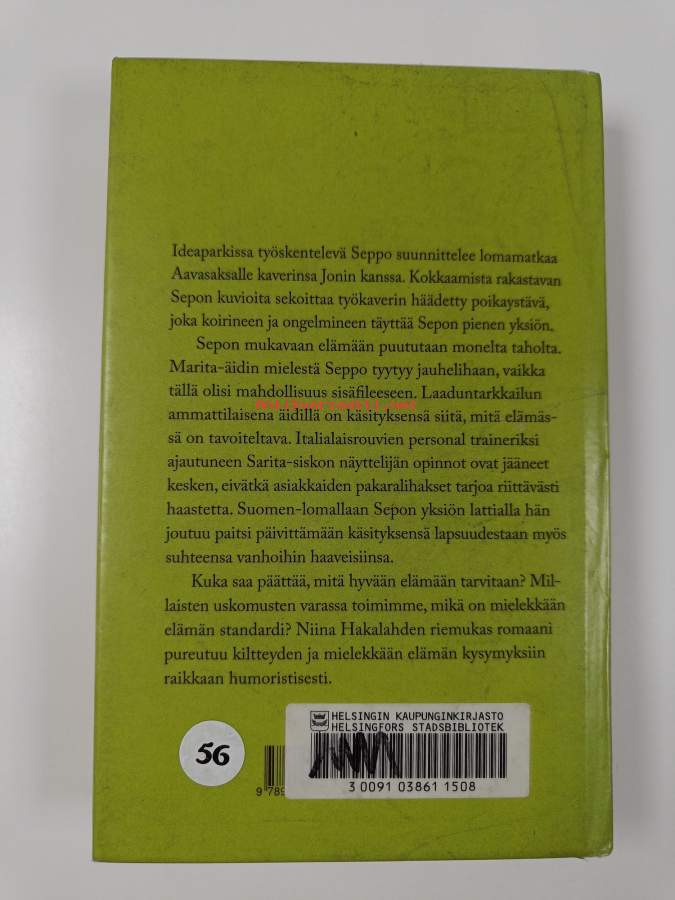 Ideaparkissa työskentelevä Seppo suunnittelee lomamatkaa
Aavasaksalle kaverinsa Jonin kanssa. Kokkaamista rakastavan
Sepon kuvioita sekoittaa työkaverin häädetty poikaystävä,
joka koirineen ja ongelmineen täyttää Sepon pienen yksiön.
Sepon mukavaan elämään puututaan monelta taholta.
Marita-äidin mielestä Seppo tyytyy jauhelihaan, vaikka
tällä olisi mahdollisuus sisäfileeseen. Laaduntarkkailun
ammattilaisena äidillä on käsityksensä siitä, mitä elämäs-
sä on tavoiteltava. Italialaisrouvien personal traineriksi
ajautuneen Sarita-siskon näyttelijän opinnot ovat jääneet
kesken, eivätkä asiakkaiden pakaralihakset tarjoa riittävästi
haastetta. Suomen-lomallaan Sepon yksiön lattialla hän
joutuu paitsi päivittämään käsityksensä lapsuudestaan myös
suhteensa vanhoihin haaveisiinsa.
Kuka saa päättää, mitä hyvään elämään tarvitaan? Mil-
laisten uskomusten varassa toimimme, mikä on mielekkään
elämän standardi? Niina Hakalahden riemukas romaani
pureutuu kiltteyden ja mielekkään elämän kysymyksiin
raikkaan humoristisesti.
HELSINGIN KAUPUNGINKIRJASTO
HELSINGFORS STADSBIBLIOTEK
56
9 789
3 0091 03861 1508